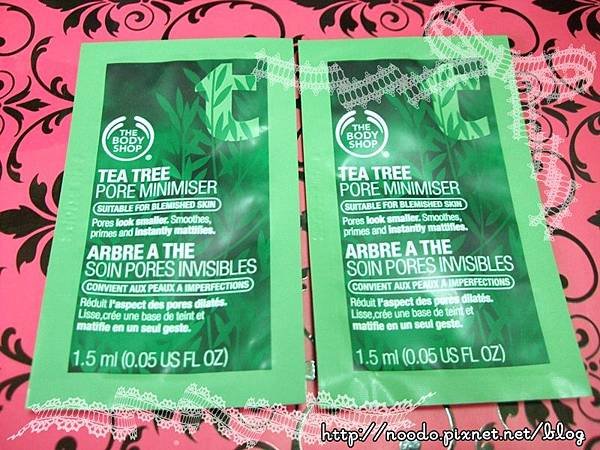 t
THE
BODY
SHOP
TEA TREE
PORE MINIMISER
SUITABLE FOR BLEMISHED SKIN
Pores look smaller. Smoothes,
primes and instantly mattifies.
ARBRE A THE
SOIN PORES INVISIBLES
CONVIENT AUX PEAUX A IMPERFECTIONS
Réduit l'aspect des pores dilatés.
Lisse,crée une base de teint et
matifie en un seul geste.
1.5 ml (0.05 US FL OZ)
t
THE
BODY
SHOP
TEA TREE
PORE MINIMISER
SUITABLE FOR BLEMISHED SKIN
Pores look smaller. Smoothes,
primes and instantly mattifies.
ARBRE A THE
SOIN PORES INVISIBLES
CONVIENT AUX PEAUX A IMPERFECTIONS
Réduit l'aspect des pores dilatés.
Lisse,crée une base de teint et
matifie en un seul geste.
1.5 ml (0.05 US FL OZ)
http://noodo.pixnet.net/blog